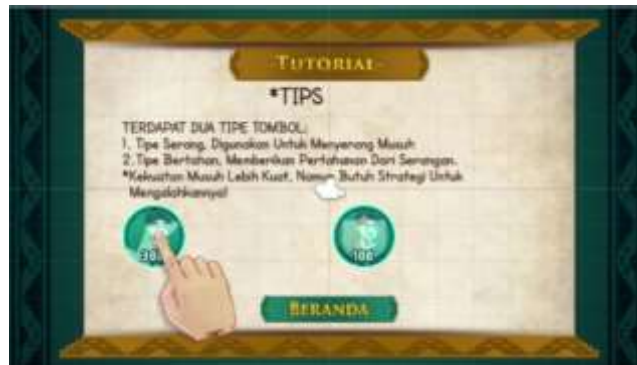 TUTORIAL
*TIPS
TERDAPAT DUA TIPE TOMBOL:
1. Tipe Serang, Digunakan Untuk Menyerang Musuh
2. Tipe Bertahan, Memberikan Pertahanan Dari Serangan.
*Kekuatan Musuh Lebih Kuat, Namun Butuh Strategi Untuk
Mengalahkannya!
100
BERANDA